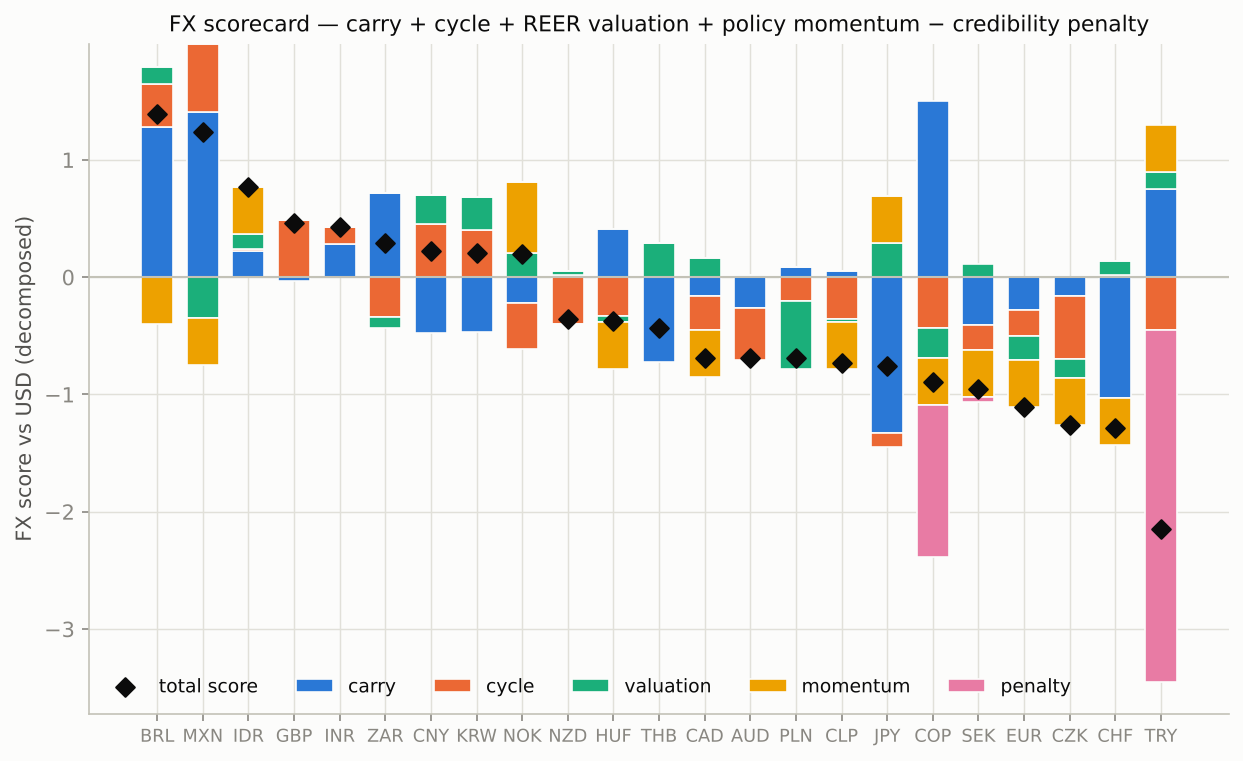 FX scorecard — carry + cycle + REER valuation + policy momentum − credibility penalty
FX score vs USD (decomposed)
1
0
−1
−2
−3
total score carry cycle valuation momentum penalty
BRL MXN IDR GBP INR ZAR CNY KRW NOK NZD HUF THB CAD AUD PLN CLP JPY COP SEK EUR CZK CHF TRY